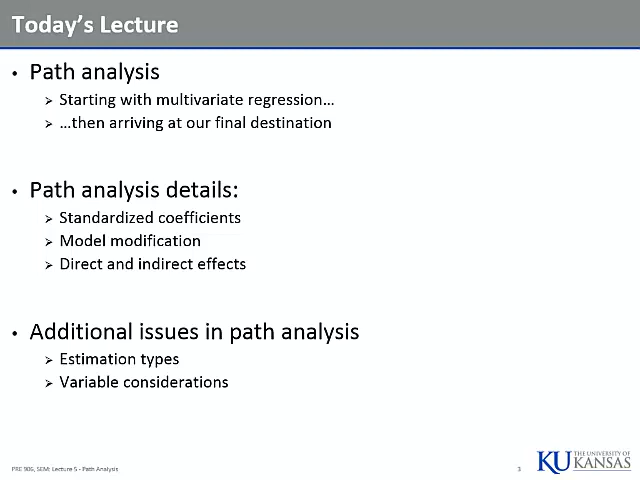 Today's Lecture
• Path analysis
➢ Starting with multivariate regression…
➢ …then arriving at our final destination
• Path analysis details:
➢ Standardized coefficients
➢ Model modification
➢ Direct and indirect effects
• Additional issues in path analysis
➢ Estimation types
➢ Variable considerations
PRE 906, SEM: Lecture 5 - Path Analysis
3
KU THE UNIVERSITY OF KANSAS